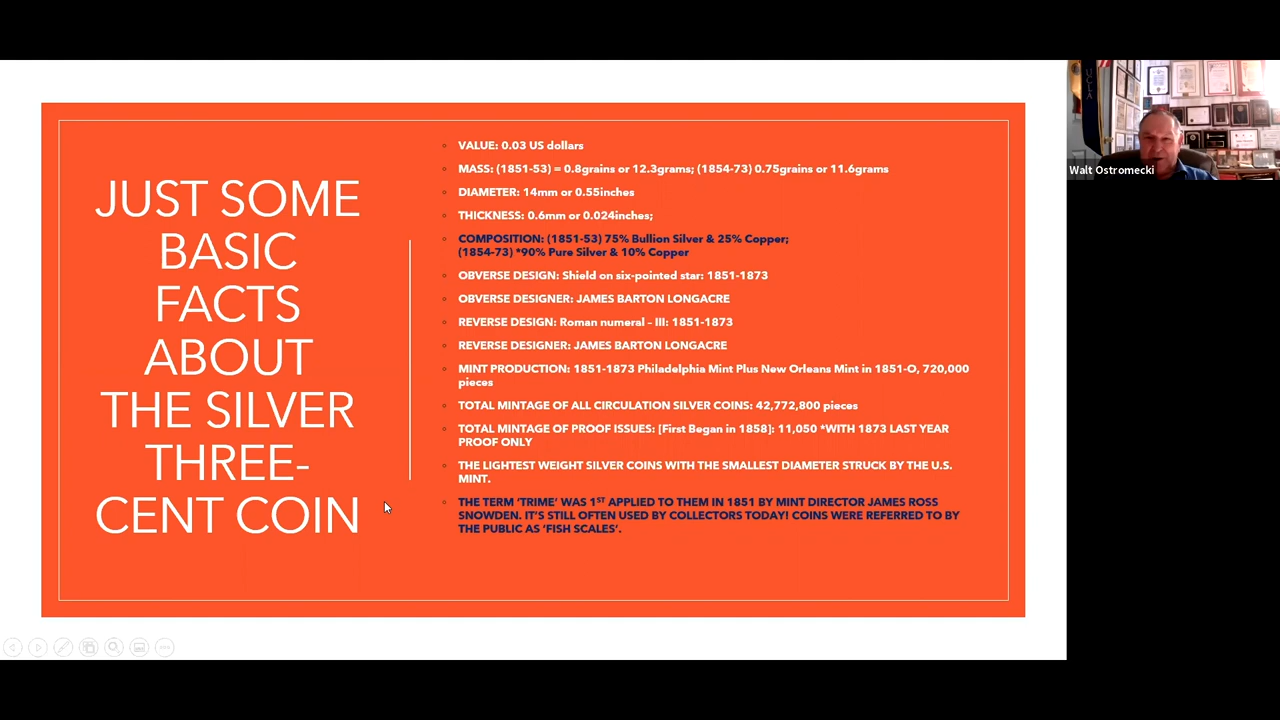 JUST SOME
BASIC
FACTS
ABOUT
THE SILVER
THREE-
CENT COIN
VALUE: 0.03 US dollars
MASS: (1851-53) = 0.8grains or 12.3grams; (1854-73) 0.75grains or 11.6grams
DIAMETER: 14mm or 0.55inches
THICKNESS: 0.6mm or 0.024inches;
COMPOSITION: (1851-53) 75% Bullion Silver & 25% Copper;
(1854-73) *90% Pure Silver & 10% Copper
OBVERSE DESIGN: Shield on six-pointed star: 1851-1873
OBVERSE DESIGNER: JAMES BARTON LONGACRE
REVERSE DESIGN: Roman numeral – III: 1851-1873
REVERSE DESIGNER: JAMES BARTON LONGACRE
MINT PRODUCTION: 1851-1873 Philadelphia Mint Plus New Orleans Mint in 1851-O, 720,000
pieces
TOTAL MINTAGE OF ALL CIRCULATION SILVER COINS: 42,772,800 pieces
TOTAL MINTAGE OF PROOF ISSUES: [First Began in 1858]: 11,050 *WITH 1873 LAST YEAR
PROOF ONLY
THE LIGHTEST WEIGHT SILVER COINS WITH THE SMALLEST DIAMETER STRUCK BY THE U.S.
MINT.
THE TERM ‘TRIME’ WAS 1ST APPLIED TO THEM IN 1851 BY MINT DIRECTOR JAMES ROSS
SNOWDEN. IT’S STILL OFTEN USED BY COLLECTORS TODAY! COINS WERE REFERRED TO BY
THE PUBLIC AS ‘FISH SCALES’.
UCLA
Walt Ostromecki